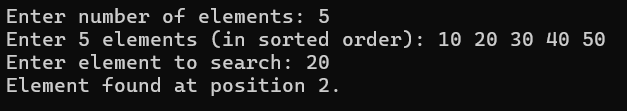 Enter number of elements: 5
Enter 5 elements (in sorted order): 10 20 30 40 50
Enter element to search: 20
Element found at position 2.